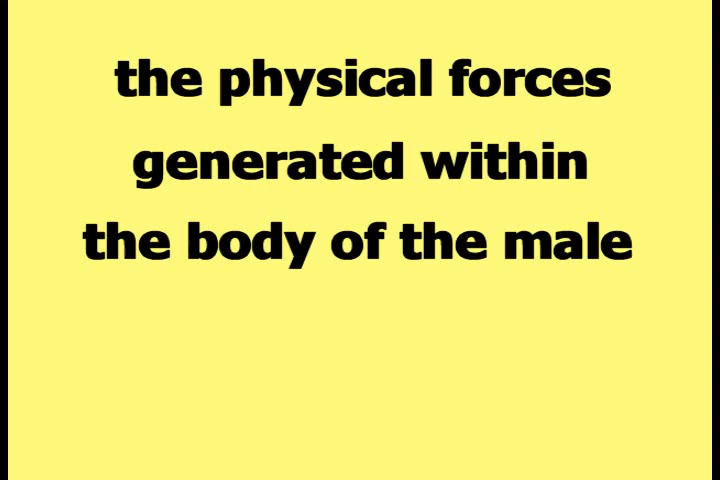 the physical forces
generated within
the body of the male